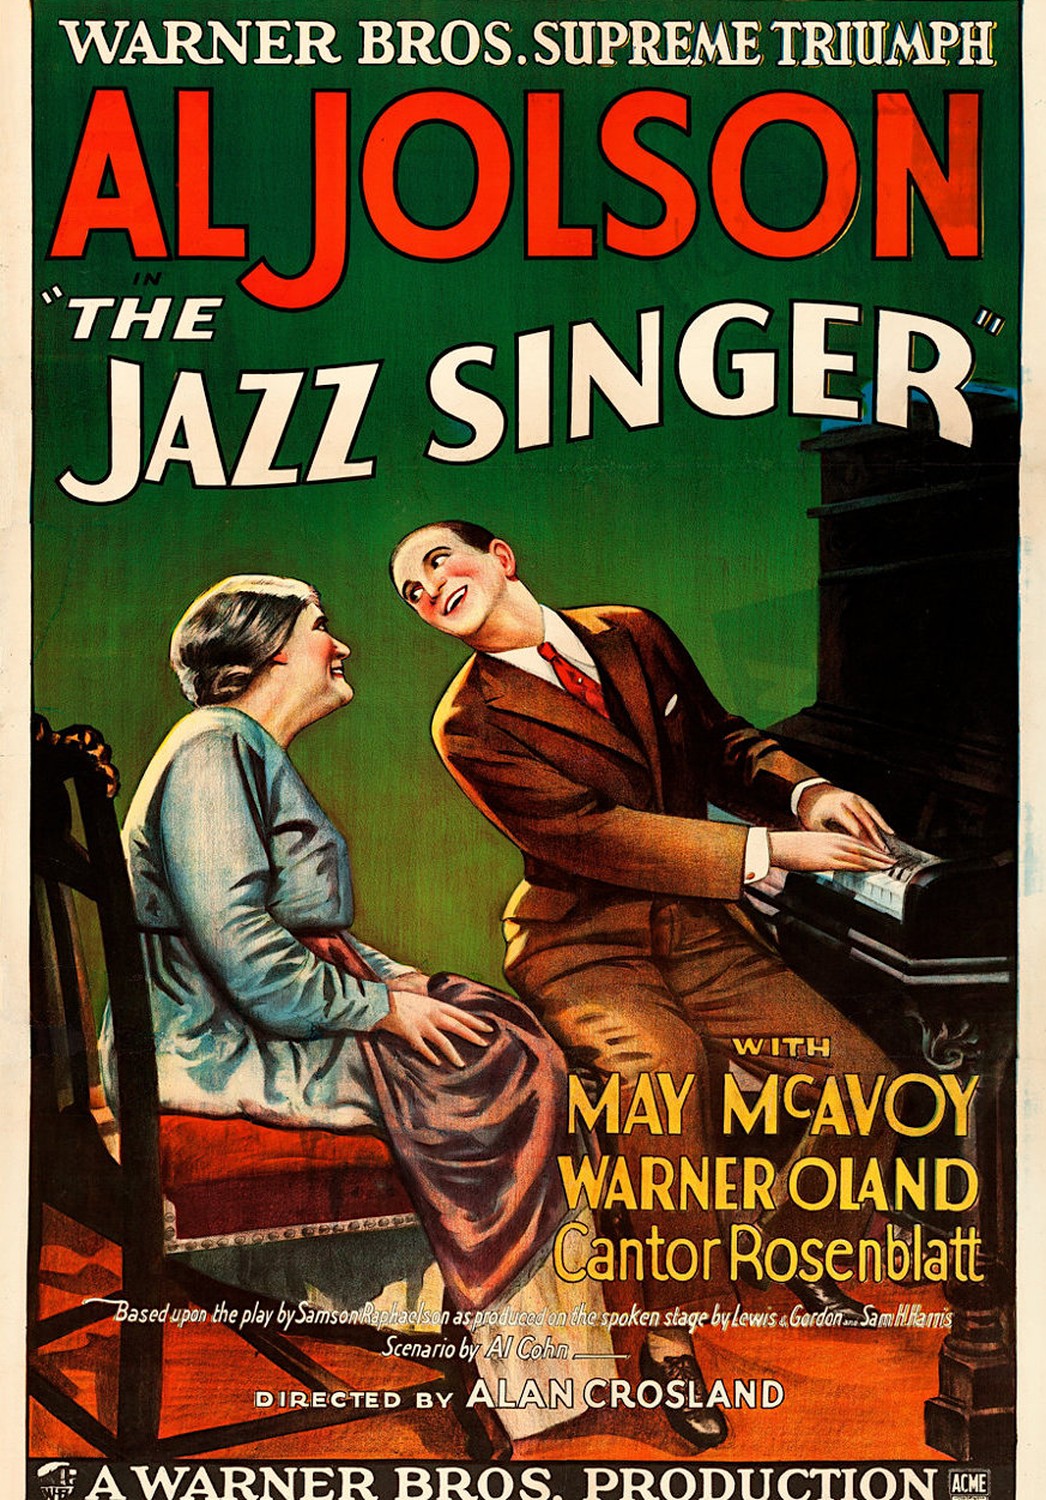 WARNER BROS. SUPREME TRIUMPH
AL JOLSON
IN
"THE
JAZZ SINGER"
WITH
MAY McAVOY
WARNER OLAND
Cantor Rosenblatt
Based upon the play by Samson Raphaelson as produced on the spoken stage by Lewis & Gordon and Sam H. Harris
Scenario by Al Cohn
DIRECTED BY ALAN CROSLAND
A WARNER BROS. PRODUCTION
ACME